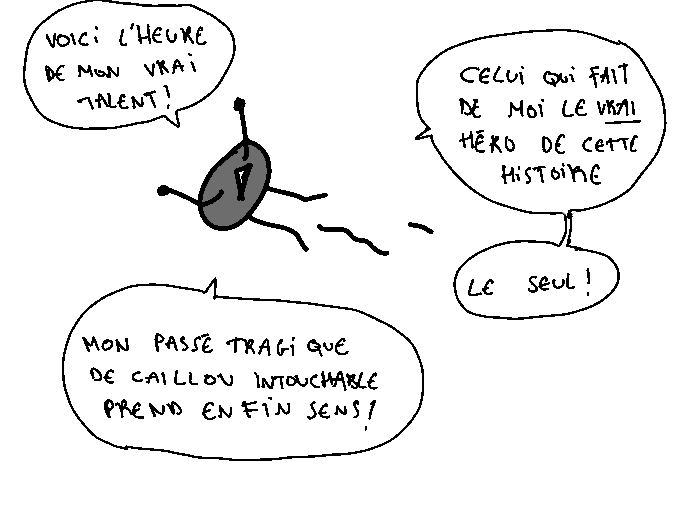 VOICI L'HEURE
DE MON VRAI
TALENT!
CELUI QUI FAIT
DE MOI LE VRAI
HÉRO DE CETTE
HISTOIRE
LE SEUL!
MON PASSÉ TRAGIQUE
DE CAILLOU INTOUCHABLE
PREND ENFIN SENS!